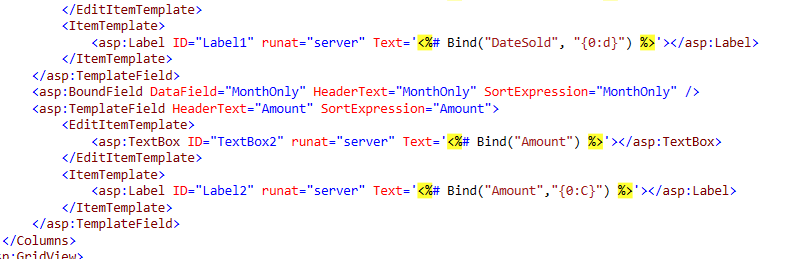 </EditItemTemplate>
<ItemTemplate>
<asp:Label ID="Label1" runat="server" Text='<%# Bind("DateSold", "{0:d}") %>'></asp:Label>
</ItemTemplate>
</asp:TemplateField>
<asp:BoundField DataField="MonthOnly" HeaderText="MonthOnly" SortExpression="MonthOnly" />
<asp:TemplateField HeaderText="Amount" SortExpression="Amount">
<EditItemTemplate>
<asp:TextBox ID="TextBox2" runat="server" Text='<%# Bind("Amount") %>'></asp:TextBox>
</EditItemTemplate>
<ItemTemplate>
<asp:Label ID="Label2" runat="server" Text='<%# Bind("Amount","{0:C}") %>'></asp:Label>
</ItemTemplate>
</asp:TemplateField>
</Columns>
p:GridView>